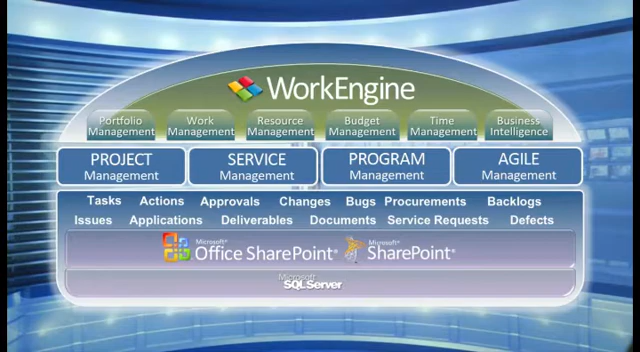 WorkEngine
Portfolio Management
Work Management
Resource Management
Budget Management
Time Management
Business Intelligence
PROJECT Management
SERVICE Management
PROGRAM Management
AGILE Management
Tasks Actions Approvals Changes Bugs Procurements Backlogs
Issues Applications Deliverables Documents Service Requests Defects
Microsoft® Office SharePoint® Microsoft® SharePoint®
Microsoft SQL Server